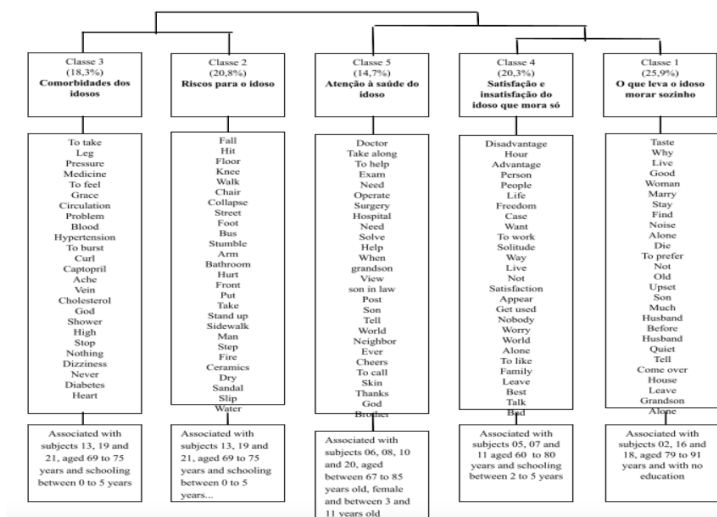 Classe 3
(18,3%)
Comorbidades dos
idosos
To take
Leg
Pressure
Medicine
To feel
Grace
Circulation
Problem
Blood
Hypertension
To burst
Curl
Captopril
Ache
Vein
Cholesterol
God
Shower
High
Stop
Nothing
Dizziness
Never
Diabetes
Heart
Associated with
subjects 13, 19 and
21, aged 69 to 75
years and schooling
between 0 to 5 years
Classe 2
(20,8%)
Riscos para o idoso
Fall
Hit
Floor
Knee
Walk
Chair
Collapse
Street
Foot
Bus
Stumble
Arm
Bathroom
Hurt
Front
Put
Take
Stand up
Sidewalk
Man
Step
Fire
Ceramics
Dry
Sandal
Slip
Water
Associated with
subjects 13, 19 and
21, aged 69 to 75
years and schooling
between 0 to 5
years...
Classe 5
(14,7%)
Atenção à saúde do
idoso
Doctor
Take along
To help
Exam
Need
Operate
Surgery
Hospital
Need
Solve
Help
When
grandson
View
son in law
Post
Son
Tell
World
Neighbor
Ever
Cheers
To call
Skin
Thanks
God
Brother
Associated with
subjects 06, 08, 10
and 20, aged
between 67 to 85
years old, female
and between 3 and
11 years old
Classe 4
(20,3%)
Satisfação e
insatisfação do
idoso que mora só
Disadvantage
Hour
Advantage
Person
People
Life
Freedom
Case
Want
To work
Solitude
Way
Live
Not
Satisfaction
Appear
Get used
Nobody
Worry
World
Alone
To like
Family
Leave
Best
Talk
Bad
Associated with
subjects 05, 07 and
11 aged 60 to 80
years and schooling
between 2 to 5 years
Classe 1
(25,9%)
O que leva o idoso
morar sozinho
Taste
Why
Live
Good
Woman
Marry
Stay
Find
Noise
Alone
Die
To prefer
Not
Old
Upset
Son
Much
Husband
Before
Husband
Quiet
Tell
Come over
House
Leave
Grandson
Alone
Associated with
subjects 02, 16 and
18, aged 79 to 91
years and with no
education